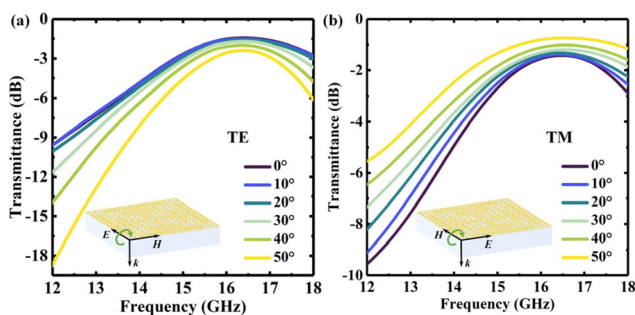 (a)
Transmittance (dB)
-3
-6
-9
-12
-15
-18
TE
0°
10°
20°
30°
40°
50°
E
H
k
12 13 14 15 16 17 18
Frequency (GHz)
(b)
Transmittance (dB)
0
-2
-4
-6
-8
-10
TM
0°
10°
20°
30°
40°
50°
H
E
k
12 13 14 15 16 17 18
Frequency (GHz)